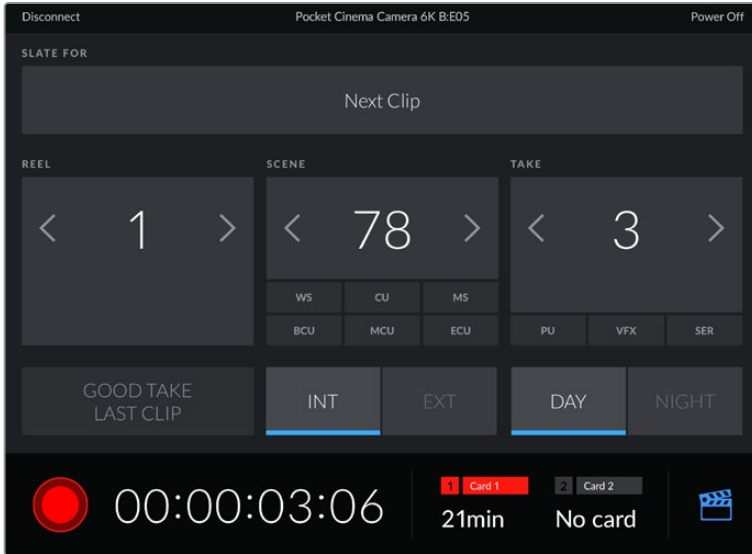 Disconnect Pocket Cinema Camera 6K B:E05 Power Off
SLATE FOR
Next Clip
REEL SCENE TAKE
1 78 3
WS CU MS
BCU MCU ECU PU VFX SER
GOOD TAKE
LAST CLIP
INT EXT DAY NIGHT
1 Card 1 2 Card 2
00:00:03:06 21min No card